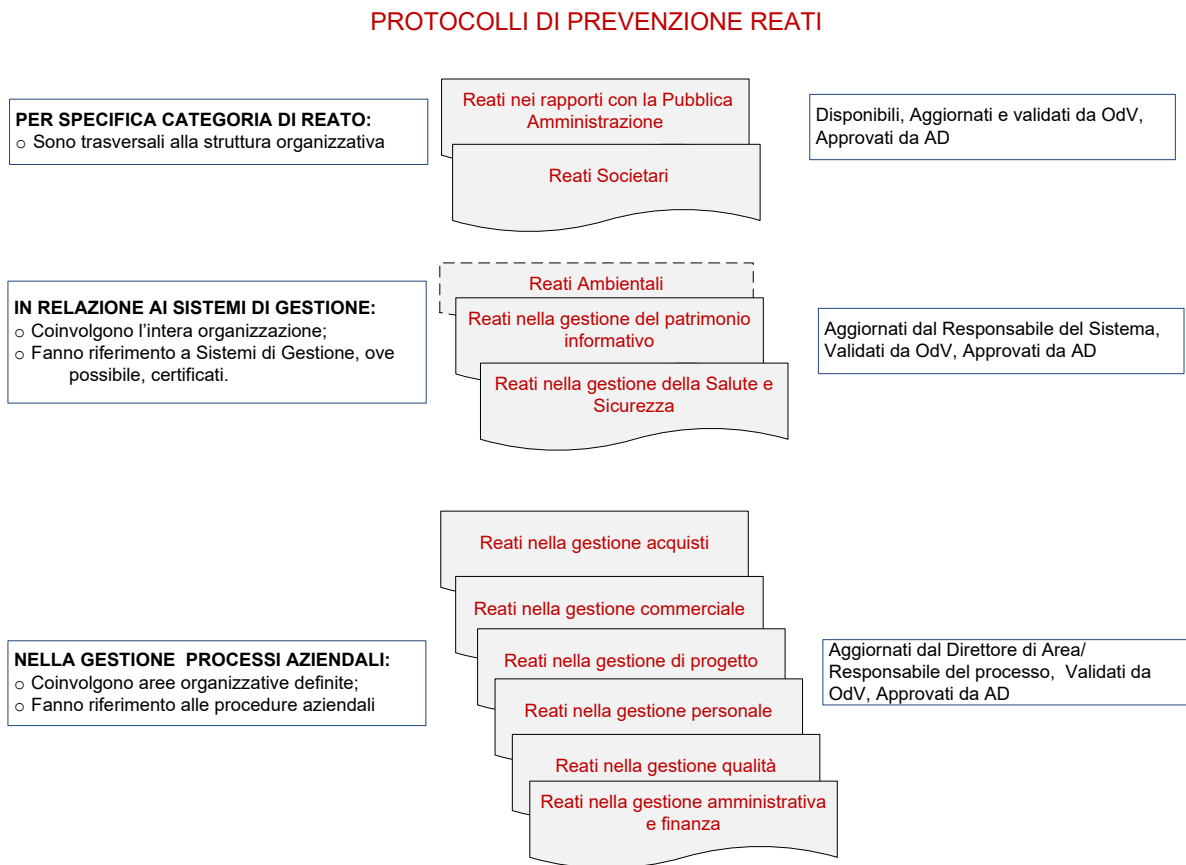 PROTOCOLLI DI PREVENZIONE REATI
PER SPECIFICA CATEGORIA DI REATO:
o Sono trasversali alla struttura organizzativa
Reati nei rapporti con la Pubblica
Amministrazione
Reati Societari
Disponibili, Aggiornati e validati da OdV,
Approvati da AD
IN RELAZIONE AI SISTEMI DI GESTIONE:
o Coinvolgono l'intera organizzazione;
o Fanno riferimento a Sistemi di Gestione, ove
possibile, certificati.
Reati Ambientali
Reati nella gestione del patrimonio
informativo
Reati nella gestione della Salute e
Sicurezza
Aggiornati dal Responsabile del Sistema,
Validati da OdV, Approvati da AD
NELLA GESTIONE  PROCESSI AZIENDALI:
o Coinvolgono aree organizzative definite;
o Fanno riferimento alle procedure aziendali
Reati nella gestione acquisti
Reati nella gestione commerciale
Reati nella gestione di progetto
Reati nella gestione personale
Reati nella gestione qualità
Reati nella gestione amministrativa
e finanza
Aggiornati dal Direttore di Area/
Responsabile del processo,  Validati da
OdV, Approvati da AD